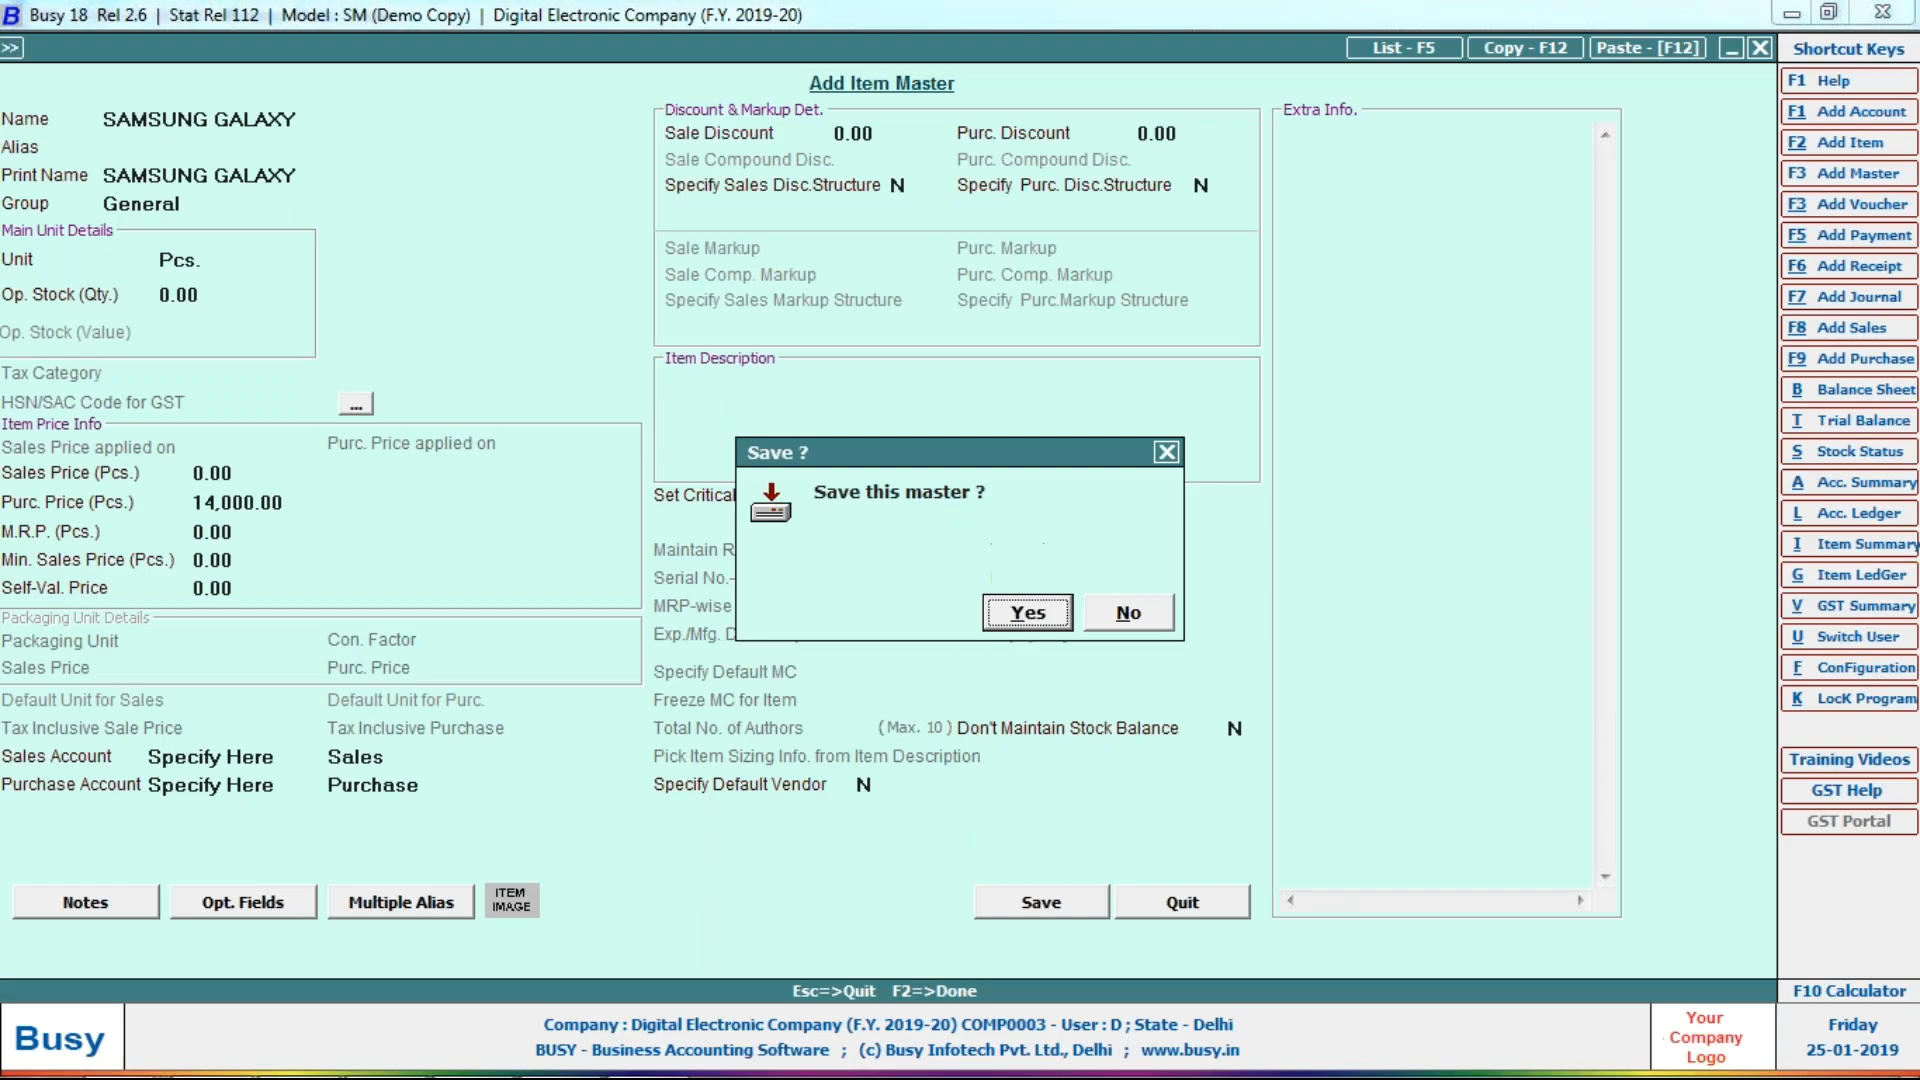 B Busy 18 Rel 2.6 | Stat Rel 112 | Model : SM (Demo Copy) | Digital Electronic Company (F.Y. 2019-20)
>> List - F5 Copy - F12 Paste - [F12] Shortcut Keys
Add Item Master
Name SAMSUNG GALAXY
Alias
Print Name SAMSUNG GALAXY
Group General
Main Unit Details
Unit Pcs.
Op. Stock (Qty.) 0.00
Op. Stock (Value)
Tax Category
HSN/SAC Code for GST ...
Item Price Info
Sales Price applied on Purc. Price applied on
Sales Price (Pcs.) 0.00
Purc. Price (Pcs.) 14,000.00
M.R.P. (Pcs.) 0.00
Min. Sales Price (Pcs.) 0.00
Self-Val. Price 0.00
Packaging Unit Details
Packaging Unit Con. Factor
Sales Price Purc. Price
Default Unit for Sales Default Unit for Purc.
Tax Inclusive Sale Price Tax Inclusive Purchase
Sales Account Specify Here Sales
Purchase Account Specify Here Purchase
Notes Opt. Fields Multiple Alias ITEM IMAGE
Discount & Markup Det.
Sale Discount 0.00 Purc. Discount 0.00
Sale Compound Disc. Purc. Compound Disc.
Specify Sales Disc.Structure N Specify Purc. Disc.Structure N
Sale Markup Purc. Markup
Sale Comp. Markup Purc. Comp. Markup
Specify Sales Markup Structure Specify Purc.Markup Structure
Item Description
Set Critical
Maintain R
Serial No.-
MRP-wise
Exp./Mfg. D
Save ?
Save this master ?
Yes No
Specify Default MC
Freeze MC for Item
Total No. of Authors (Max. 10) Don't Maintain Stock Balance N
Pick Item Sizing Info. from Item Description
Specify Default Vendor N
Save Quit
Extra Info.
F1 Help
F1 Add Account
F2 Add Item
F3 Add Master
F3 Add Voucher
F5 Add Payment
F6 Add Receipt
F7 Add Journal
F8 Add Sales
F9 Add Purchase
B Balance Sheet
T Trial Balance
S Stock Status
A Acc. Summary
L Acc. Ledger
I Item Summary
G Item LedGer
V GST Summary
U Switch User
F ConFiguration
K LocK Program
Training Videos
GST Help
GST Portal
Esc=>Quit F2=>Done F10 Calculator
Busy
Company : Digital Electronic Company (F.Y. 2019-20) COMP0003 - User : D ; State - Delhi
BUSY - Business Accounting Software ; (c) Busy Infotech Pvt. Ltd., Delhi ; www.busy.in
Your
Company
Logo
Friday
25-01-2019